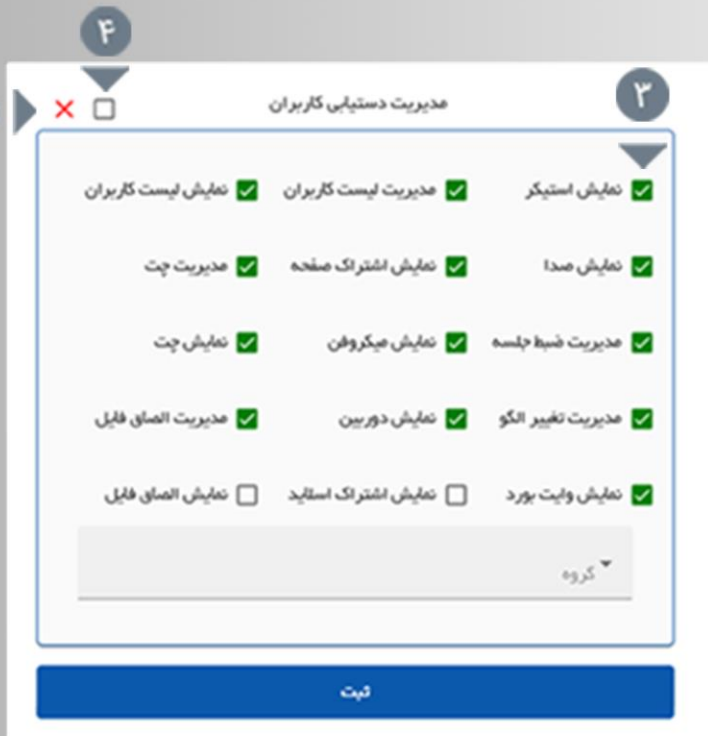 ۴
مدیریت دستیابی کاربران
۳
نمایش استیکر مدیریت لیست کاربران نمایش لیست کاربران
نمایش صدا نمایش اشتراک صفحه مدیریت چت
مدیریت ضبط جلسه نمایش میکروفن نمایش چت
مدیریت تغییر الگو نمایش دوربین مدیریت الصاق فایل
نمایش وایت بورد نمایش اشتراک اسلاید نمایش الصاق فایل
گروه
ثبت